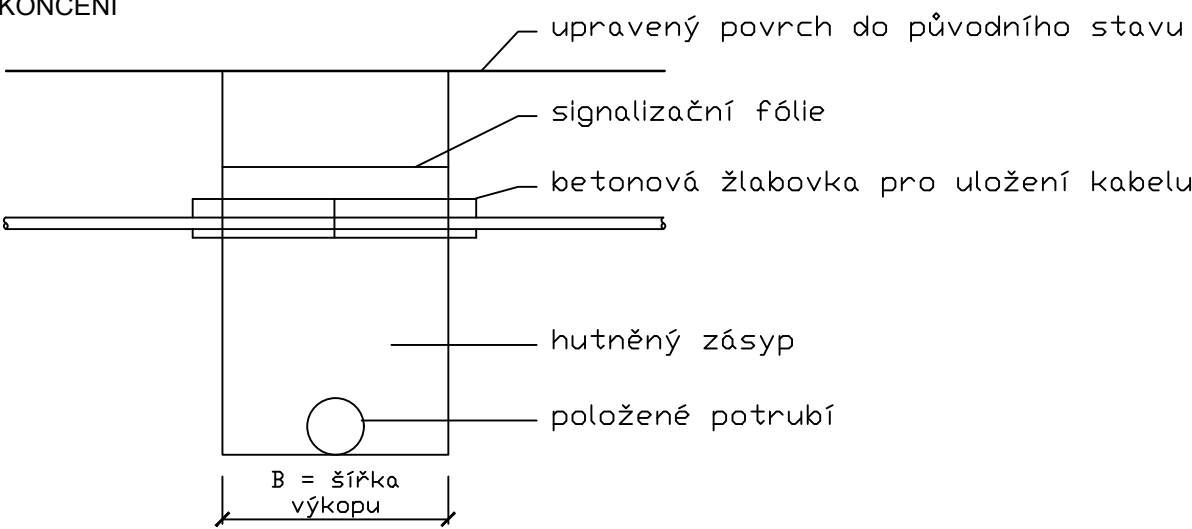 KONČENÍ
upravený povrch do původního stavu
signalizační fólie
betonová žlabovka pro uložení kabelu
hutněný zásyp
položené potrubí
B = šířka
výkopu